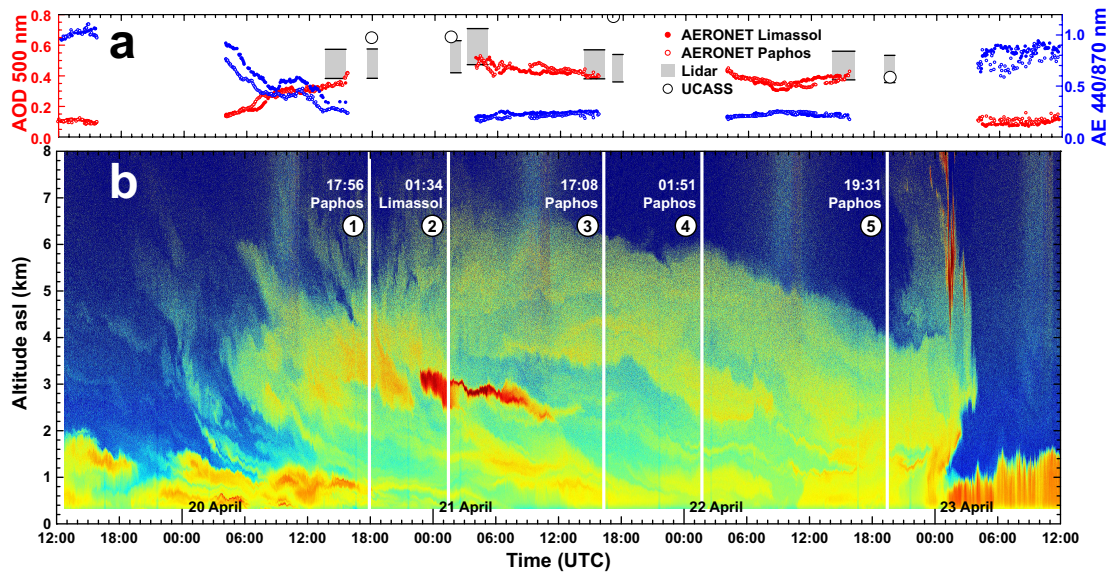 a
AOD 500 nm
0.8
0.6
0.4
0.2
0.0
AERONET Limassol
AERONET Paphos
Lidar
UCASS
1.0
0.5
0.0
AE 440/870 nm
b
Altitude asl (km)
8
7
6
5
4
3
2
1
0
17:56
Paphos
1
01:34
Limassol
2
17:08
Paphos
3
01:51
Paphos
4
19:31
Paphos
5
20 April
21 April
22 April
23 April
12:00 18:00 00:00 06:00 12:00 18:00 00:00 06:00 12:00 18:00 00:00 06:00 12:00 18:00 00:00 06:00 12:00
Time (UTC)